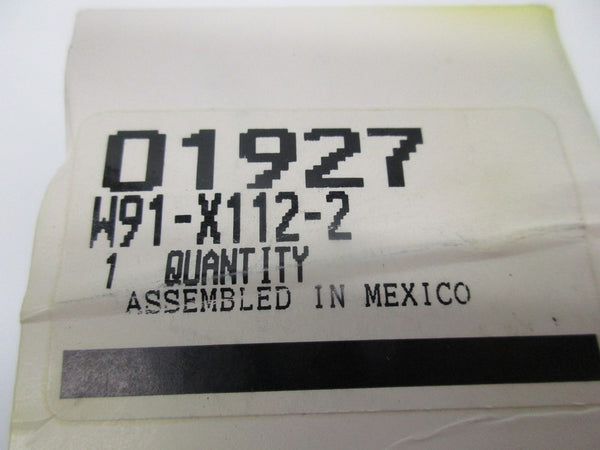 01927
W91-X112-2
1 QUANTITY
ASSEMBLED IN MEXICO